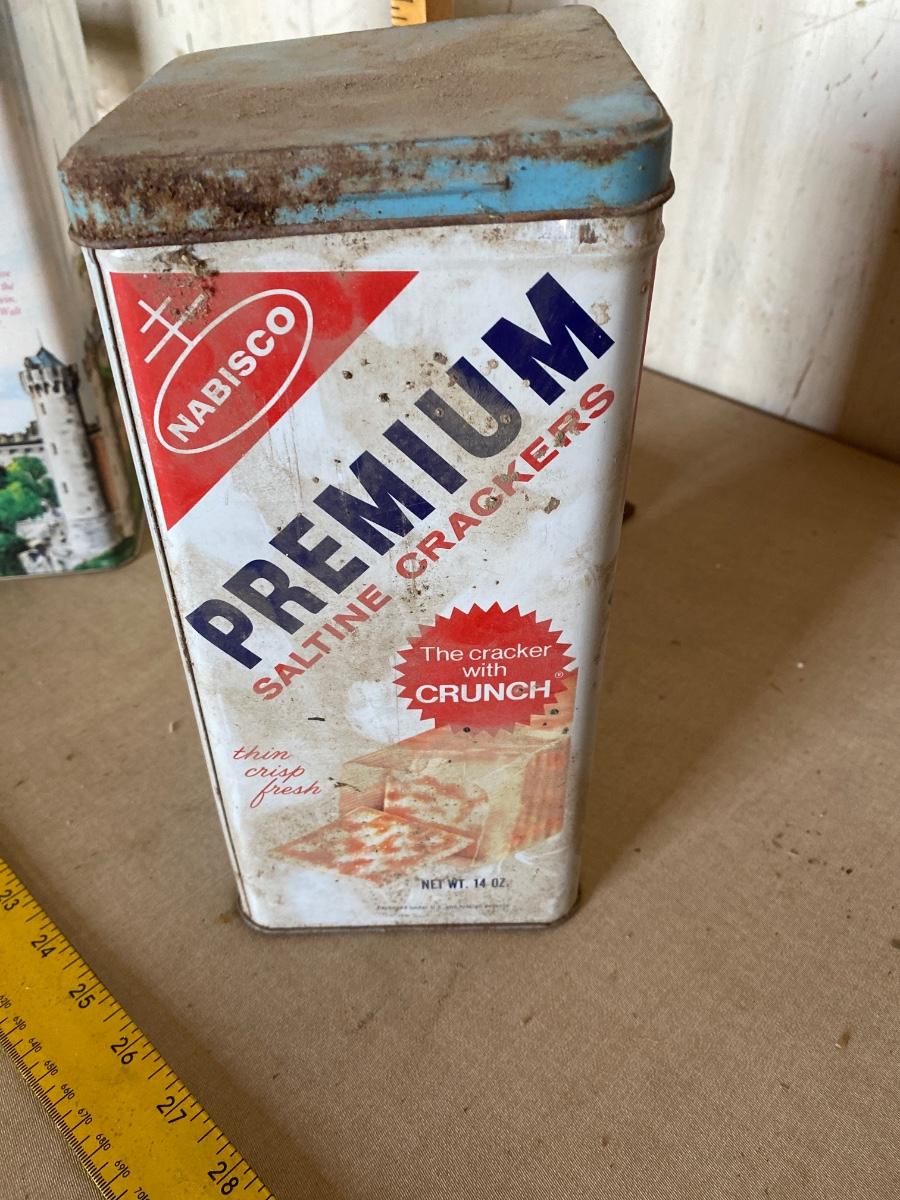 NABISCO
PREMIUM
SALTINE CRACKERS
The cracker
with
CRUNCH®
thin
crisp
fresh
NET WT. 14 OZ.
23
24
25
26
27
28